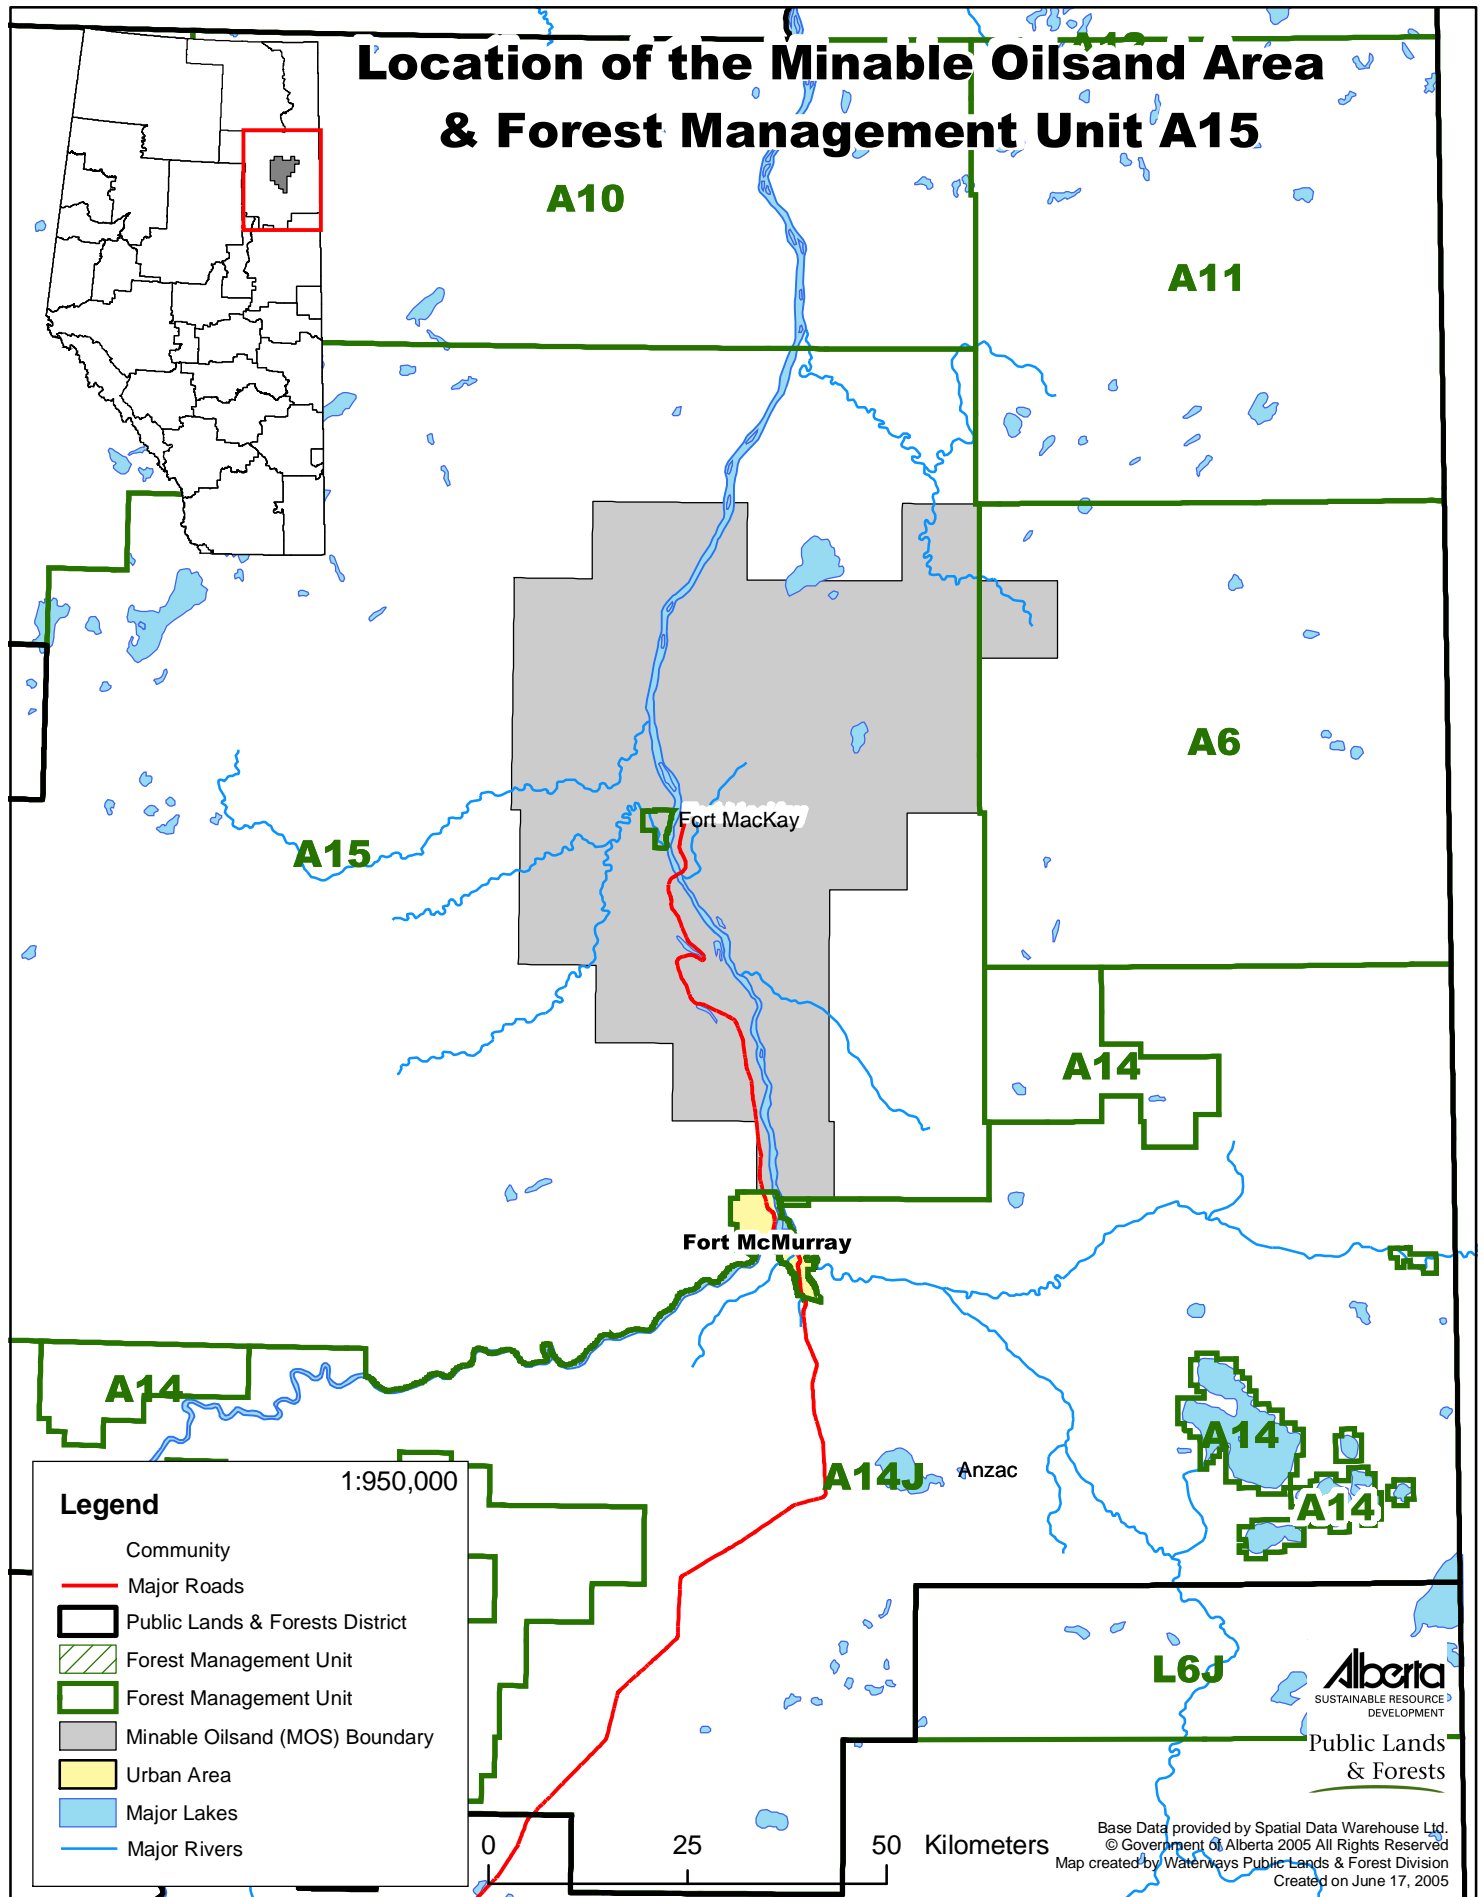 Location of the Minable Oilsand Area
& Forest Management Unit A15
A10
A11
A6
Fort MacKay
A15
A14
Fort McMurray
A14
A14
A14J
Anzac
A14
L6J
1:950,000
Legend
Community
Major Roads
Public Lands & Forests District
Forest Management Unit
Forest Management Unit
Minable Oilsand (MOS) Boundary
Urban Area
Major Lakes
Major Rivers
0 25 50 Kilometers
Alberta
SUSTAINABLE RESOURCE
DEVELOPMENT
Public Lands
& Forests
Base Data provided by Spatial Data Warehouse Ltd.
© Government of Alberta 2005 All Rights Reserved
Map created by Waterways Public Lands & Forest Division
Created on June 17, 2005